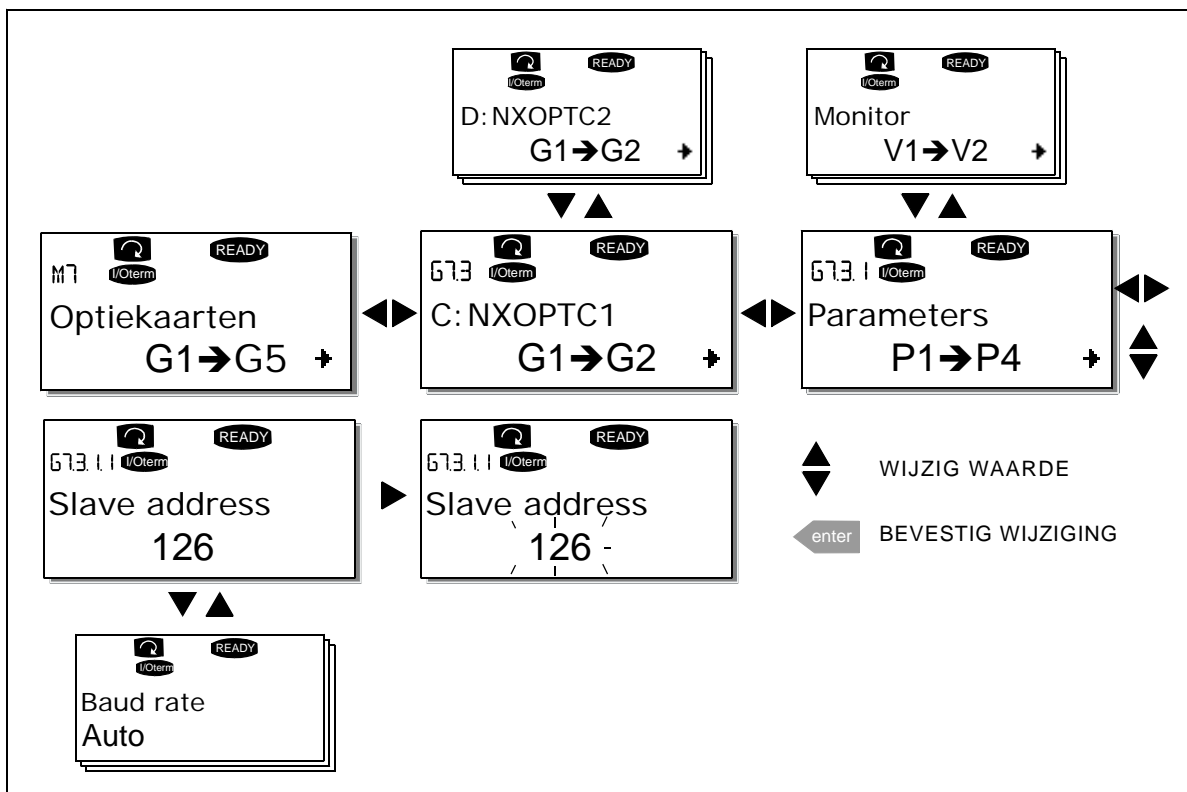 READY
I/Oterm
D: NXOPTC2
G1➔G2
READY
I/Oterm
Monitor
V1➔V2
READY
M7 I/Oterm
Optiekaarten
G1➔G5
READY
G7.3 I/Oterm
C: NXOPTC1
G1➔G2
READY
G7.3.1 I/Oterm
Parameters
P1➔P4
READY
G7.3.1.1 I/Oterm
Slave address
126
READY
G7.3.1.1 I/Oterm
Slave address
126
WIJZIG WAARDE
enter BEVESTIG WIJZIGING
READY
I/Oterm
Baud rate
Auto